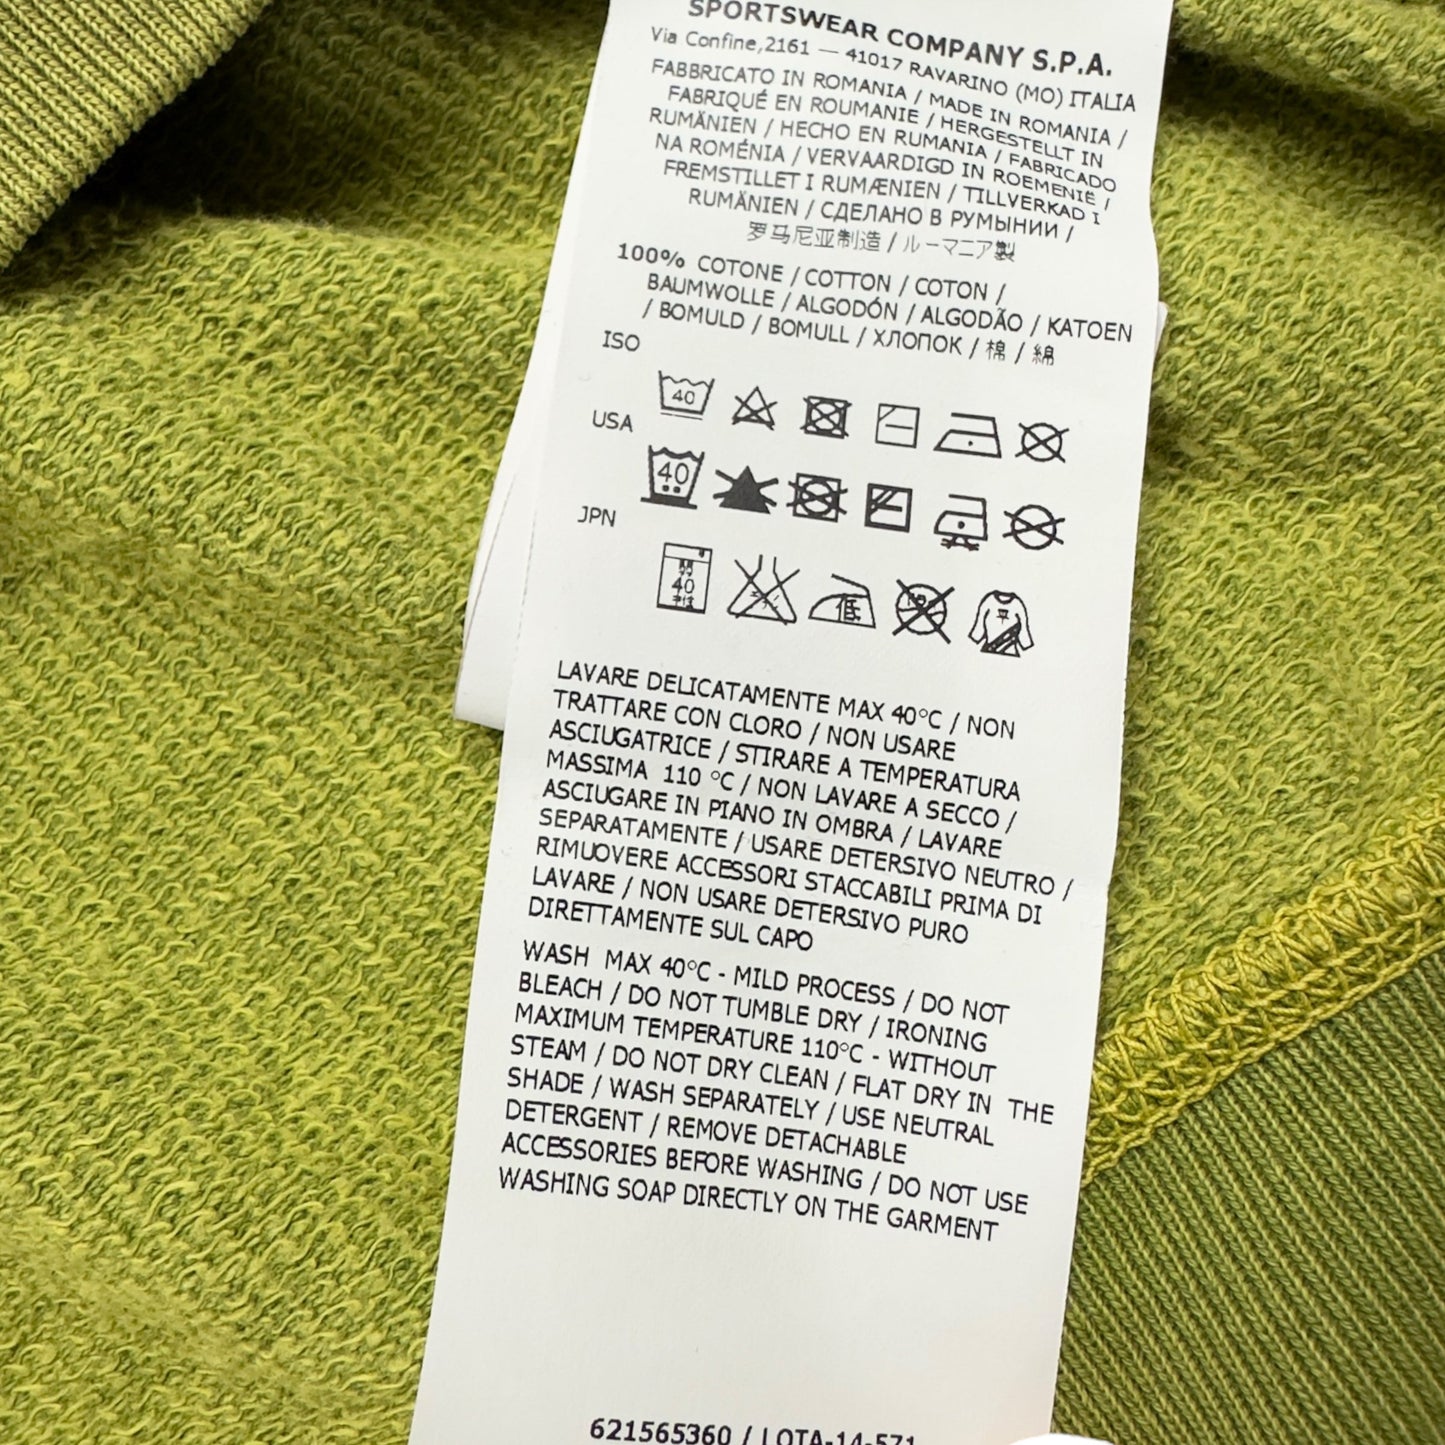 SPORTSWEAR COMPANY S.P.A.
Via Confine,2161 — 41017 RAVARINO (MO) ITALIA
FABBRICATO IN ROMANIA / MADE IN ROMANIA /
FABRIQUÉ EN ROUMANIE / HERGESTELLT IN
RUMÄNIEN / HECHO EN RUMANIA / FABRICADO
NA ROMÉNIA / VERVAARDIGD IN ROEMENIË /
FREMSTILLET I RUMÆNIEN / TILLVERKAD I
RUMÄNIEN / СДЕЛАНО В РУМЫНИИ /
罗马尼亚制造 / ルーマニア製
100% COTONE / COTTON / COTON /
BAUMWOLLE / ALGODÓN / ALGODÃO / KATOEN
/ BOMULD / BOMULL / ХЛОПОК / 棉 / 綿
ISO
40
USA
40
JPN
40
低
平
LAVARE DELICATAMENTE MAX 40°C / NON
TRATTARE CON CLORO / NON USARE
ASCIUGATRICE / STIRARE A TEMPERATURA
MASSIMA 110 °C / NON LAVARE A SECCO /
ASCIUGARE IN PIANO IN OMBRA / LAVARE
SEPARATAMENTE / USARE DETERSIVO NEUTRO /
RIMUOVERE ACCESSORI STACCABILI PRIMA DI
LAVARE / NON USARE DETERSIVO PURO
DIRETTAMENTE SUL CAPO
WASH MAX 40°C - MILD PROCESS / DO NOT
BLEACH / DO NOT TUMBLE DRY / IRONING
MAXIMUM TEMPERATURE 110°C - WITHOUT
STEAM / DO NOT DRY CLEAN / FLAT DRY IN THE
SHADE / WASH SEPARATELY / USE NEUTRAL
DETERGENT / REMOVE DETACHABLE
ACCESSORIES BEFORE WASHING / DO NOT USE
WASHING SOAP DIRECTLY ON THE GARMENT
621565360 / LOTA-14-571